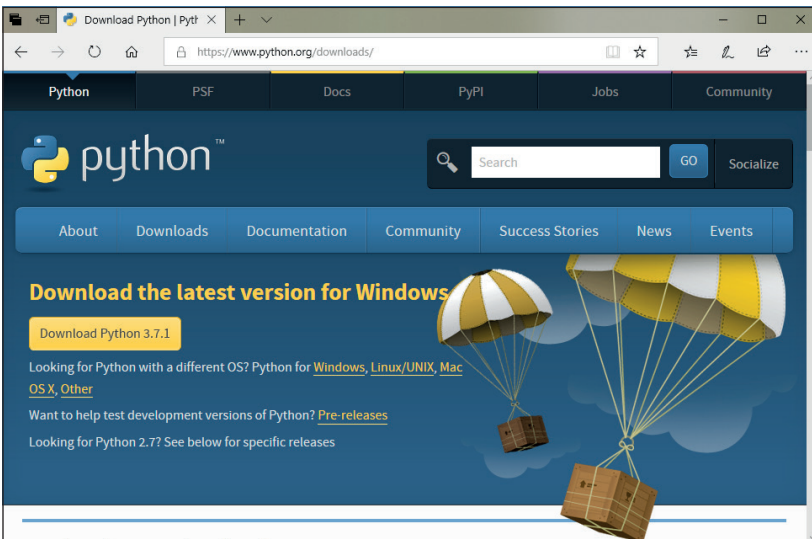 Download Python | Pyth
https://www.python.org/downloads/
Python PSF Docs PyPI Jobs Community
python™
Search GO Socialize
About Downloads Documentation Community Success Stories News Events
Download the latest version for Windows
Download Python 3.7.1
Looking for Python with a different OS? Python for Windows, Linux/UNIX, Mac
OS X, Other
Want to help test development versions of Python? Pre-releases
Looking for Python 2.7? See below for specific releases